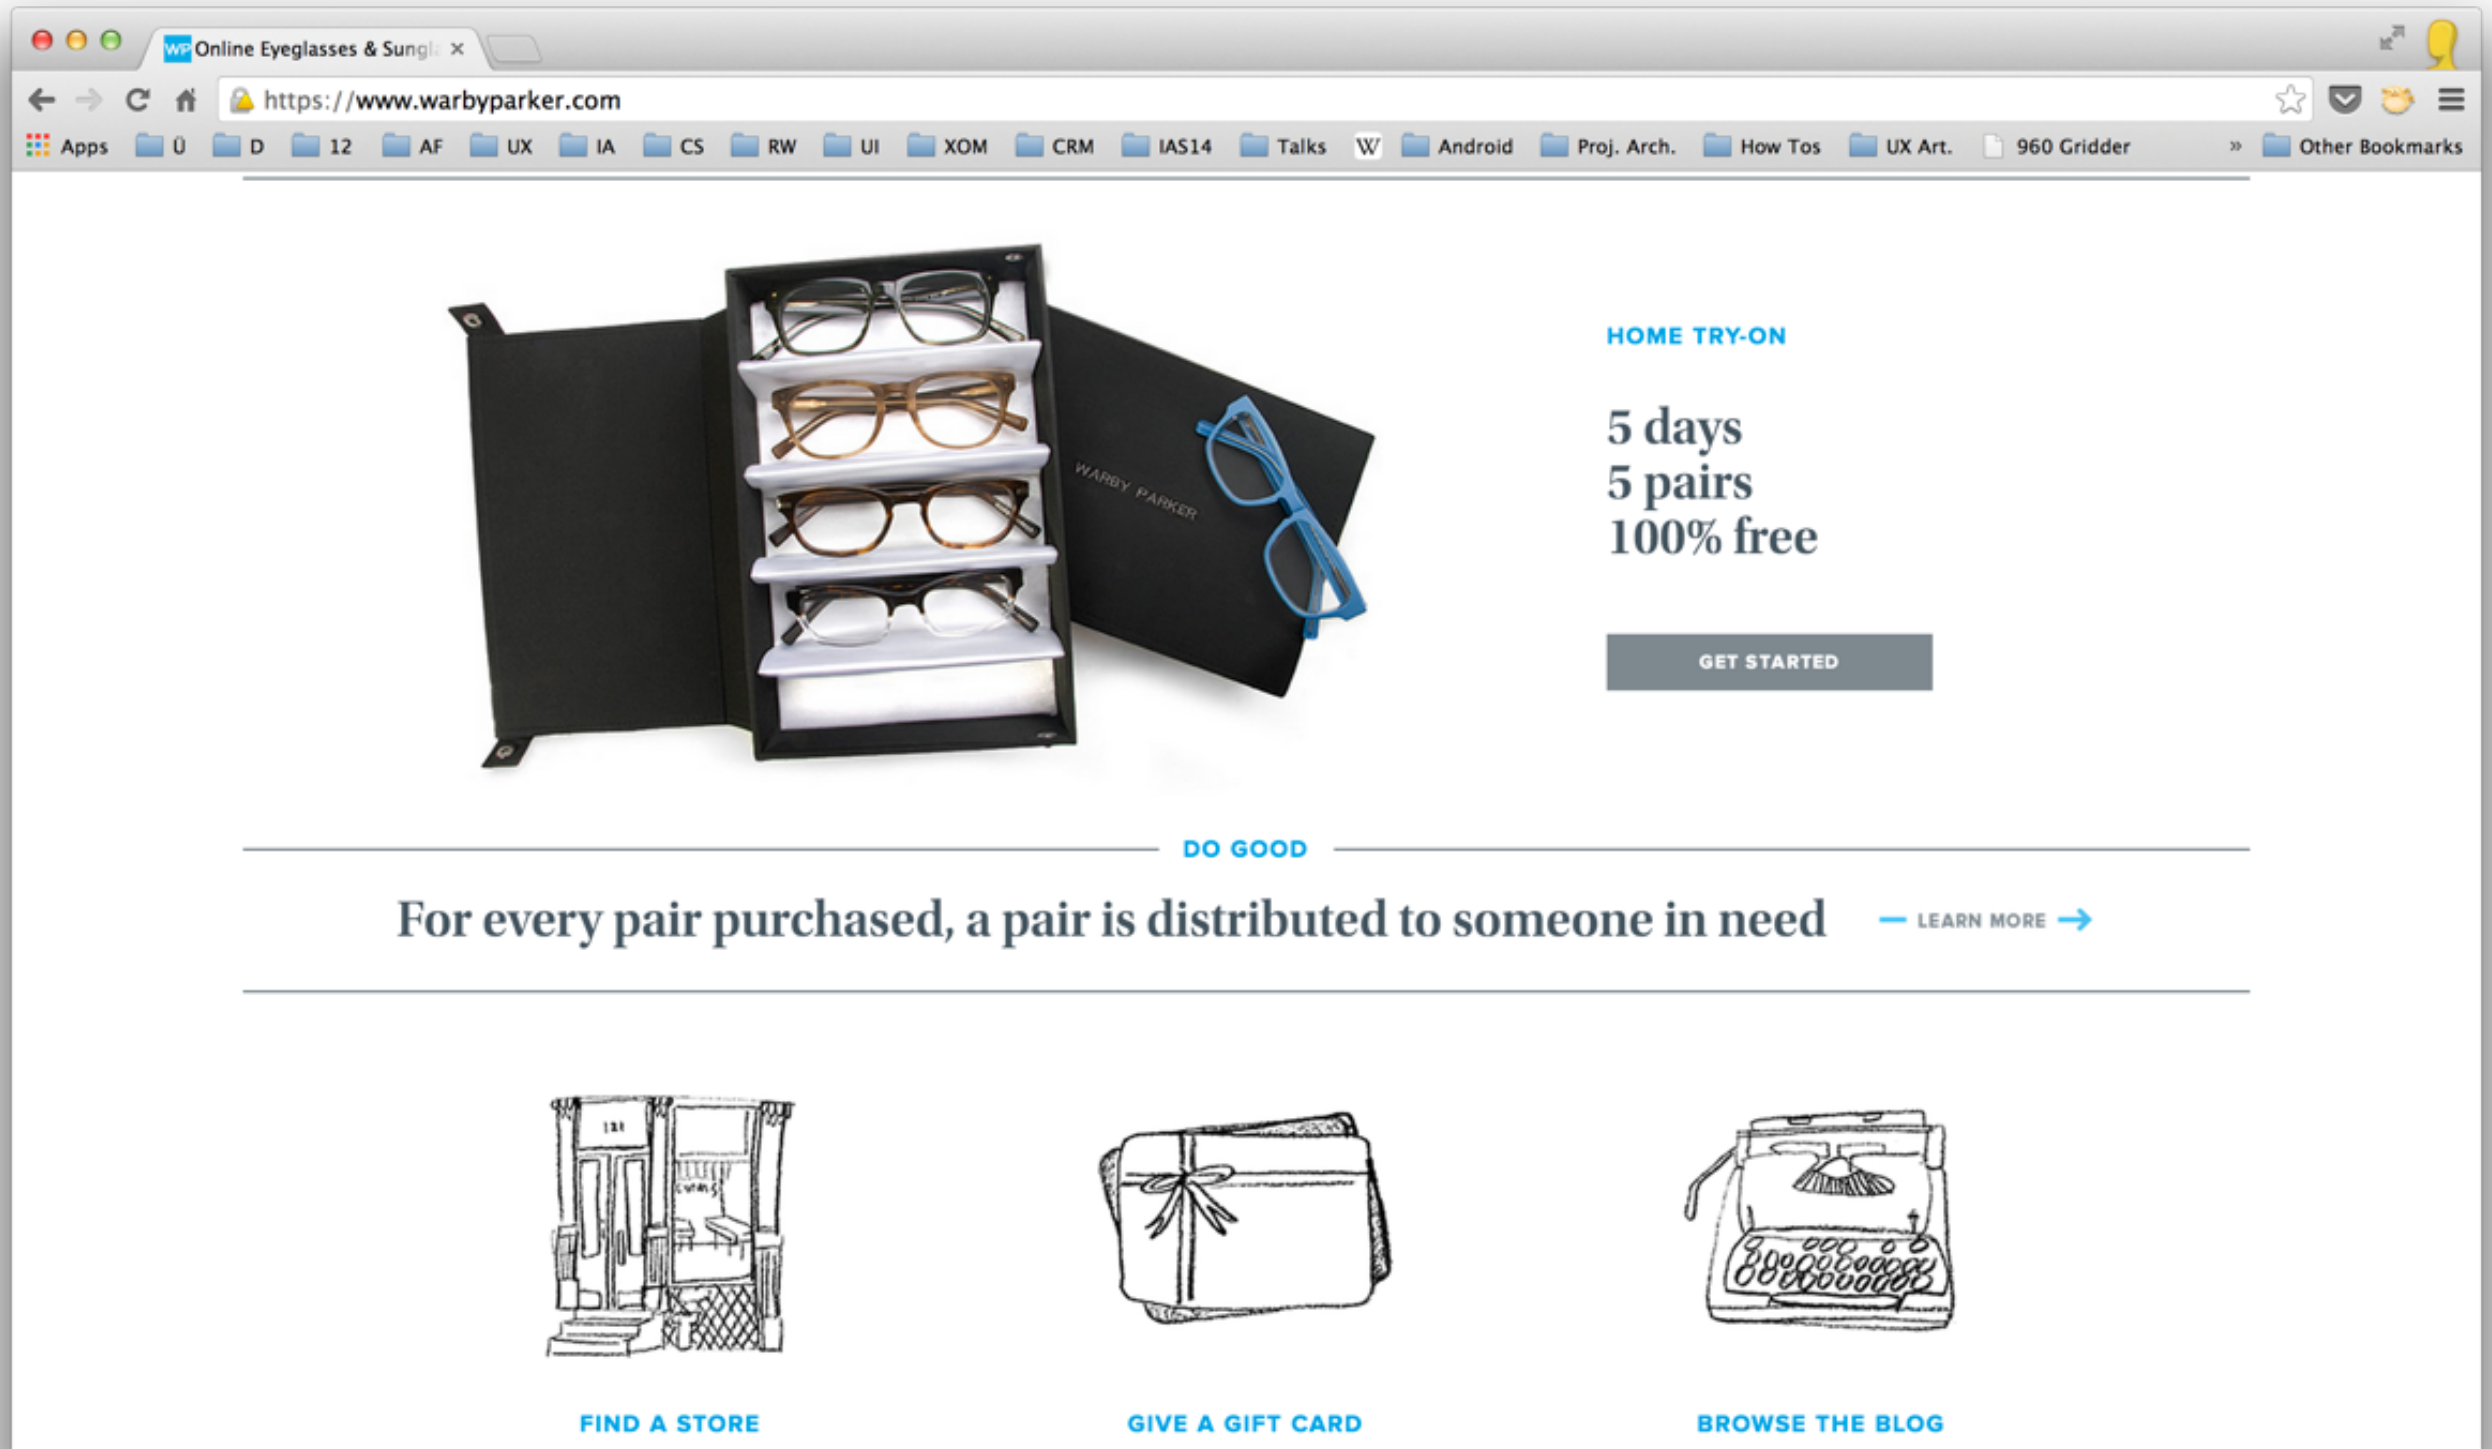 WP Online Eyeglasses & Sungl
https://www.warbyparker.com
Apps Ü D 12 AF UX IA CS RW UI XOM CRM IAS14 Talks W Android Proj. Arch. How Tos UX Art. 960 Gridder » Other Bookmarks
WARBY PARKER
HOME TRY-ON
5 days
5 pairs
100% free
GET STARTED
DO GOOD
For every pair purchased, a pair is distributed to someone in need
LEARN MORE
121
FIND A STORE
GIVE A GIFT CARD
BROWSE THE BLOG